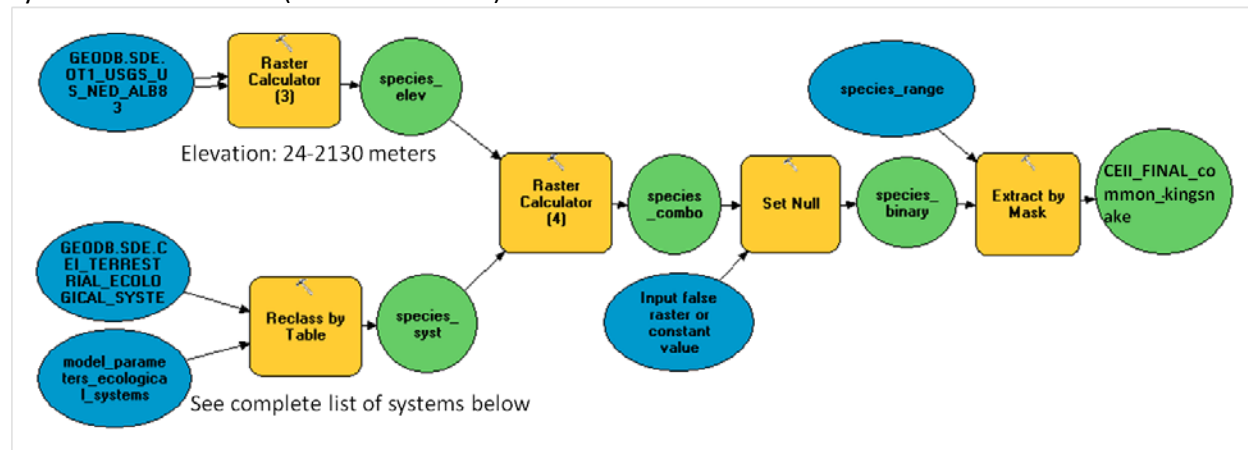 GEODB.SDE.
OT1_USGS_U
S_NED_ALB8
3
Raster
Calculator
(3)
species_
elev
Elevation: 24-2130 meters
GEODB.SDE.C
EI_TERREST
RIAL_ECOLO
GICAL_SYSTE
model_parame
ters_ecologica
l_systems
Reclass by
Table
species_
syst
See complete list of systems below
Raster
Calculator
(4)
species
_combo
Input false
raster or
constant
value
Set Null
species_
binary
species_range
Extract by
Mask
CEII_FINAL_co
mmon_kingsn
ake